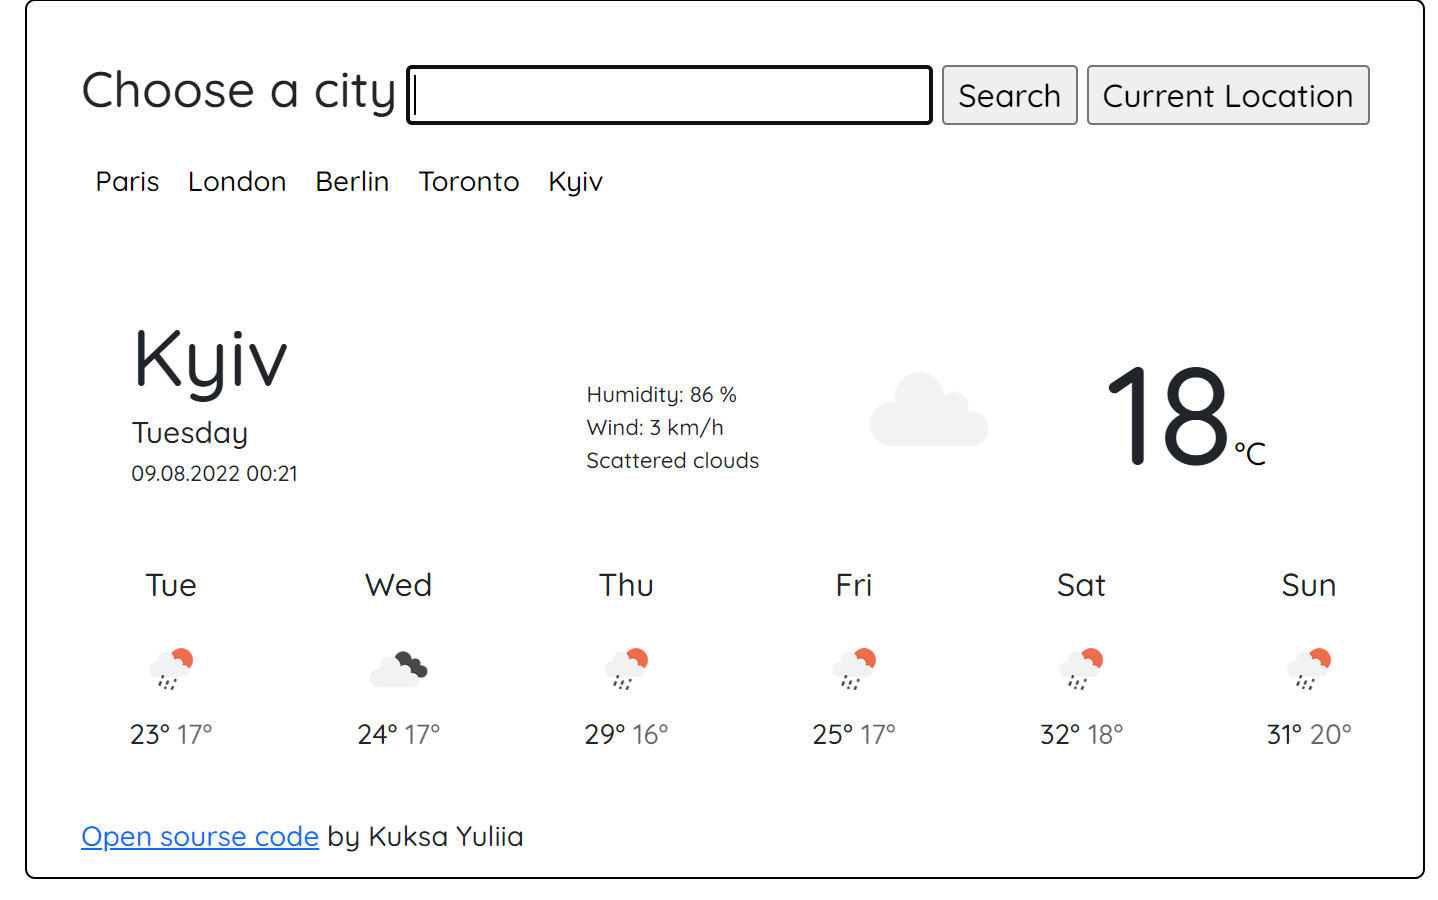 Choose a city Search Current Location
Paris London Berlin Toronto Kyiv
Kyiv
Tuesday
09.08.2022 00:21
Humidity: 86 %
Wind: 3 km/h
Scattered clouds
18 °C
Tue Wed Thu Fri Sat Sun
23° 17° 24° 17° 29° 16° 25° 17° 32° 18° 31° 20°
Open sourse code by Kuksa Yuliia